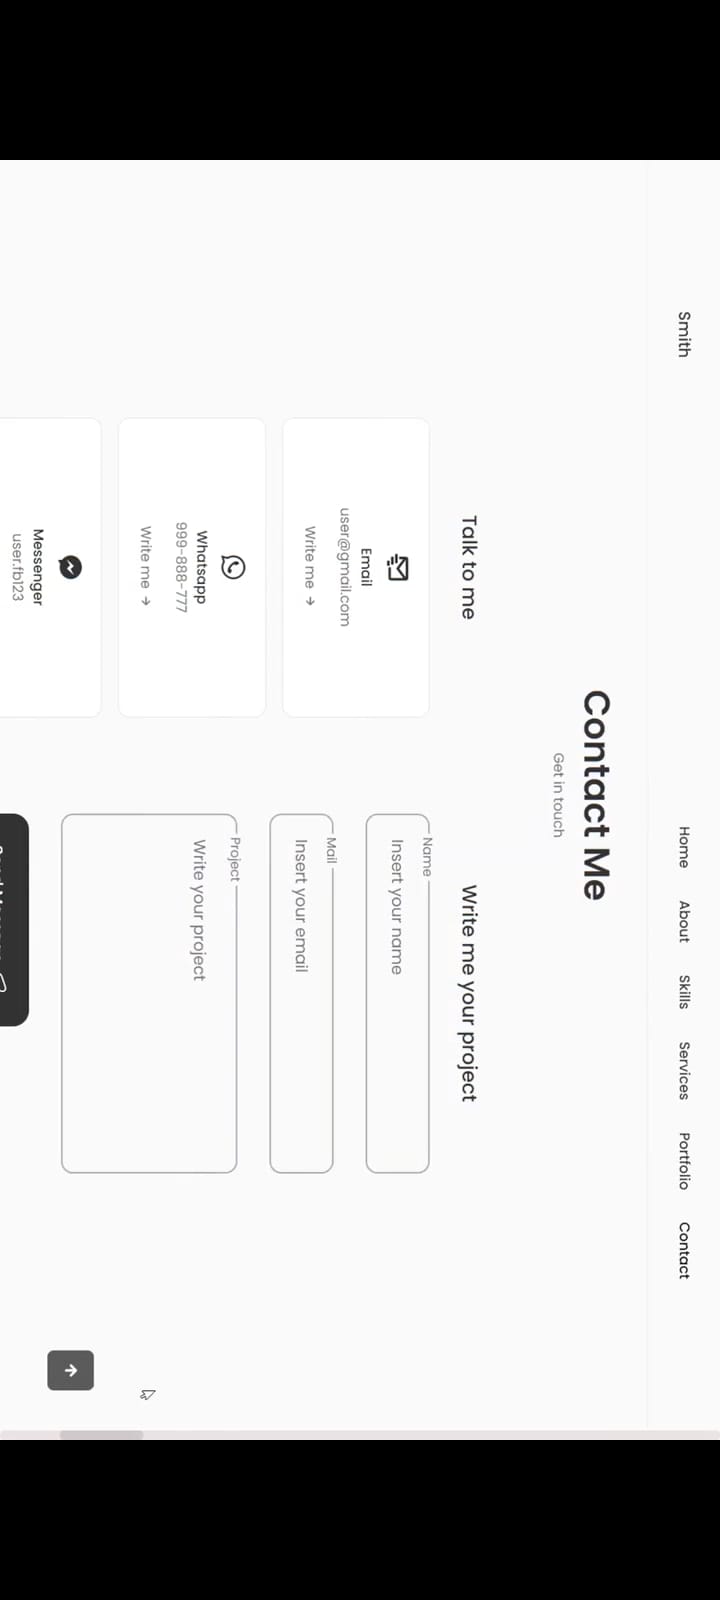 Smith
Home About Skills Services Portfolio Contact
Contact Me
Get in touch
Talk to me
Email
user@gmail.com
Write me →
Whatsapp
999-888-777
Write me →
Messenger
user.fb123
Write me your project
Name
Insert your name
Mail
Insert your email
Project
Write your project
Send Message